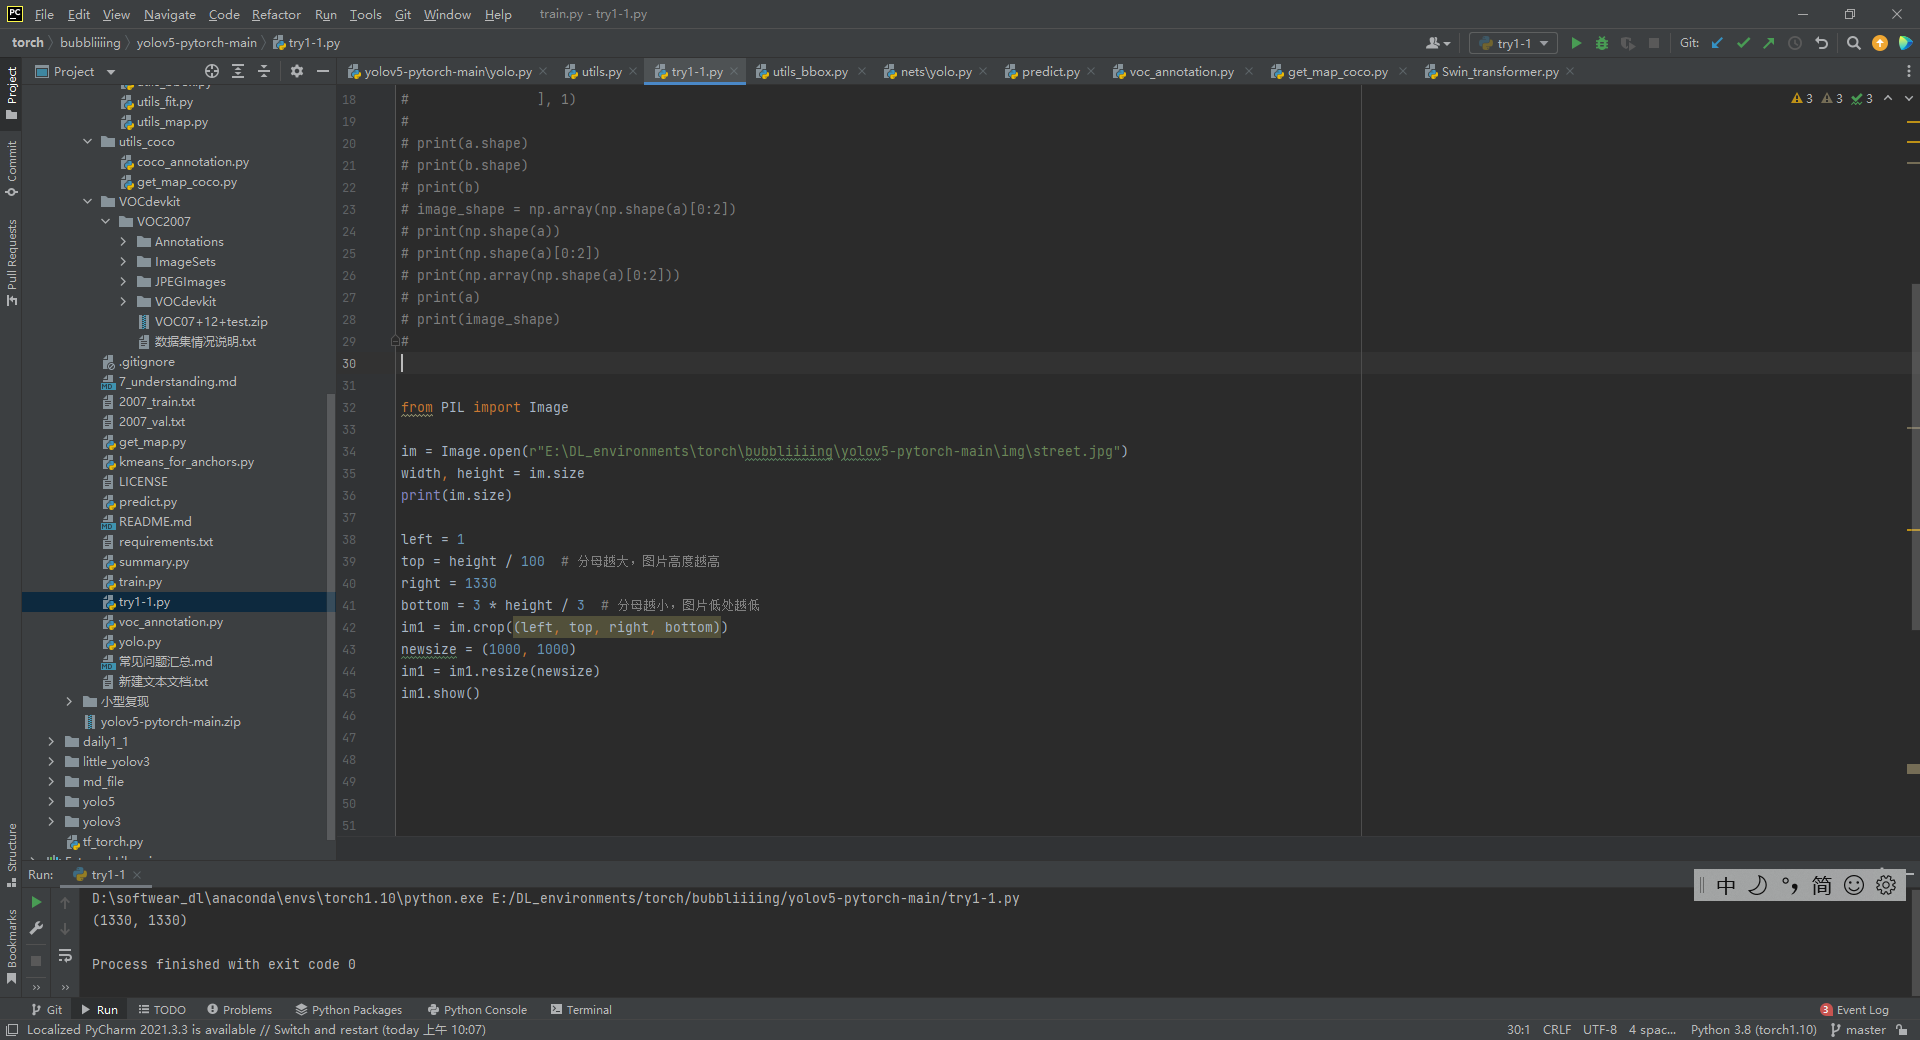 File Edit View Navigate Code Refactor Run Tools Git Window Help train.py - try1-1.py
torch bubbliiiing yolov5-pytorch-main try1-1.py
try1-1 Git:
Project
yolov5-pytorch-main\yolo.py utils.py try1-1.py utils_bbox.py nets\yolo.py predict.py voc_annotation.py get_map_coco.py Swin_transformer.py
Project
Commit
Pull Requests
Structure
Bookmarks
utils_fit.py
utils_map.py
utils_coco
coco_annotation.py
get_map_coco.py
VOCdevkit
VOC2007
Annotations
ImageSets
JPEGImages
VOCdevkit
VOC07+12+test.zip
数据集情况说明.txt
.gitignore
7_understanding.md
2007_train.txt
2007_val.txt
get_map.py
kmeans_for_anchors.py
LICENSE
predict.py
README.md
requirements.txt
summary.py
train.py
try1-1.py
voc_annotation.py
yolo.py
常见问题汇总.md
新建文本文档.txt
小型复现
yolov5-pytorch-main.zip
daily1_1
little_yolov3
md_file
yolo5
yolov3
tf_torch.py
3 3 3
18 # ], 1)
19 #
20 # print(a.shape)
21 # print(b.shape)
22 # print(b)
23 # image_shape = np.array(np.shape(a)[0:2])
24 # print(np.shape(a))
25 # print(np.shape(a)[0:2])
26 # print(np.array(np.shape(a)[0:2]))
27 # print(a)
28 # print(image_shape)
29 #
30
31
32 from PIL import Image
33
34 im = Image.open(r"E:\DL_environments\torch\bubbliiiing\yolov5-pytorch-main\img\street.jpg")
35 width, height = im.size
36 print(im.size)
37
38 left = 1
39 top = height / 100 # 分母越大，图片高度越高
40 right = 1330
41 bottom = 3 * height / 3 # 分母越小，图片低处越低
42 im1 = im.crop((left, top, right, bottom))
43 newsize = (1000, 1000)
44 im1 = im1.resize(newsize)
45 im1.show()
46
47
48
49
50
51
Run: try1-1
D:\softwear_dl\anaconda\envs\torch1.10\python.exe E:/DL_environments/torch/bubbliiiing/yolov5-pytorch-main/try1-1.py
(1330, 1330)
Process finished with exit code 0
中 °, 简
Git Run TODO Problems Python Packages Python Console Terminal 3 Event Log
Localized PyCharm 2021.3.3 is available // Switch and restart (today 上午 10:07) 30:1 CRLF UTF-8 4 spac... Python 3.8 (torch1.10) master